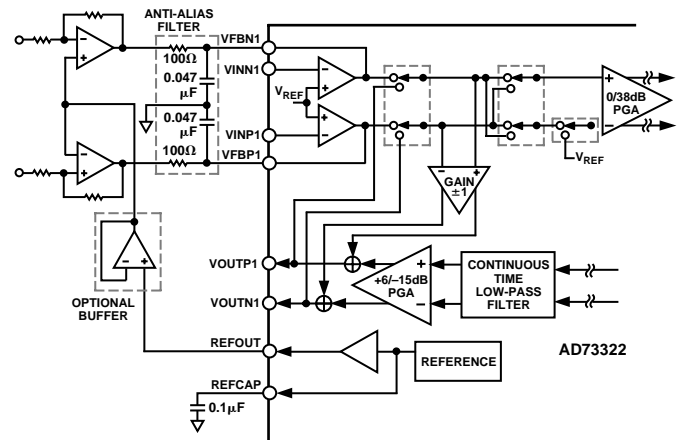 ANTI-ALIAS
FILTER
VFBN1
100Ω
VINN1
0.047
μF
VREF
0/38dB
PGA
0.047
μF
VINP1
100Ω
VFBP1
VREF
GAIN
±1
VOUTP1
+6/–15dB
PGA
CONTINUOUS
TIME
LOW-PASS
FILTER
OPTIONAL
BUFFER
VOUTN1
REFOUT
REFERENCE
AD73322
REFCAP
0.1μF